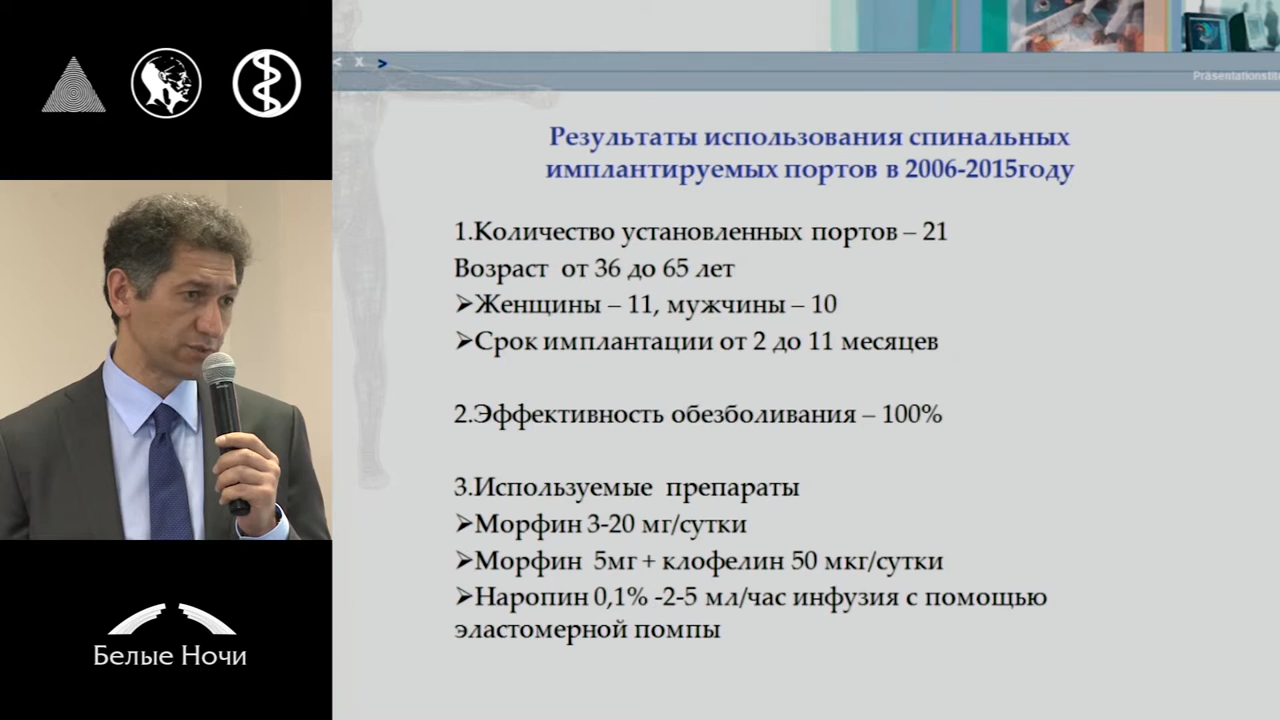 < x >
Präsentationstit
Результаты использования спинальных
имплантируемых портов в 2006-2015году
1.Количество установленных портов – 21
Возраст от 36 до 65 лет
➢Женщины – 11, мужчины – 10
➢Срок имплантации от 2 до 11 месяцев
2.Эффективность обезболивания – 100%
3.Используемые препараты
➢Морфин 3-20 мг/сутки
➢Морфин 5мг + клофелин 50 мкг/сутки
➢Наропин 0,1% -2-5 мл/час инфузия с помощью
эластомерной помпы
Белые Ночи